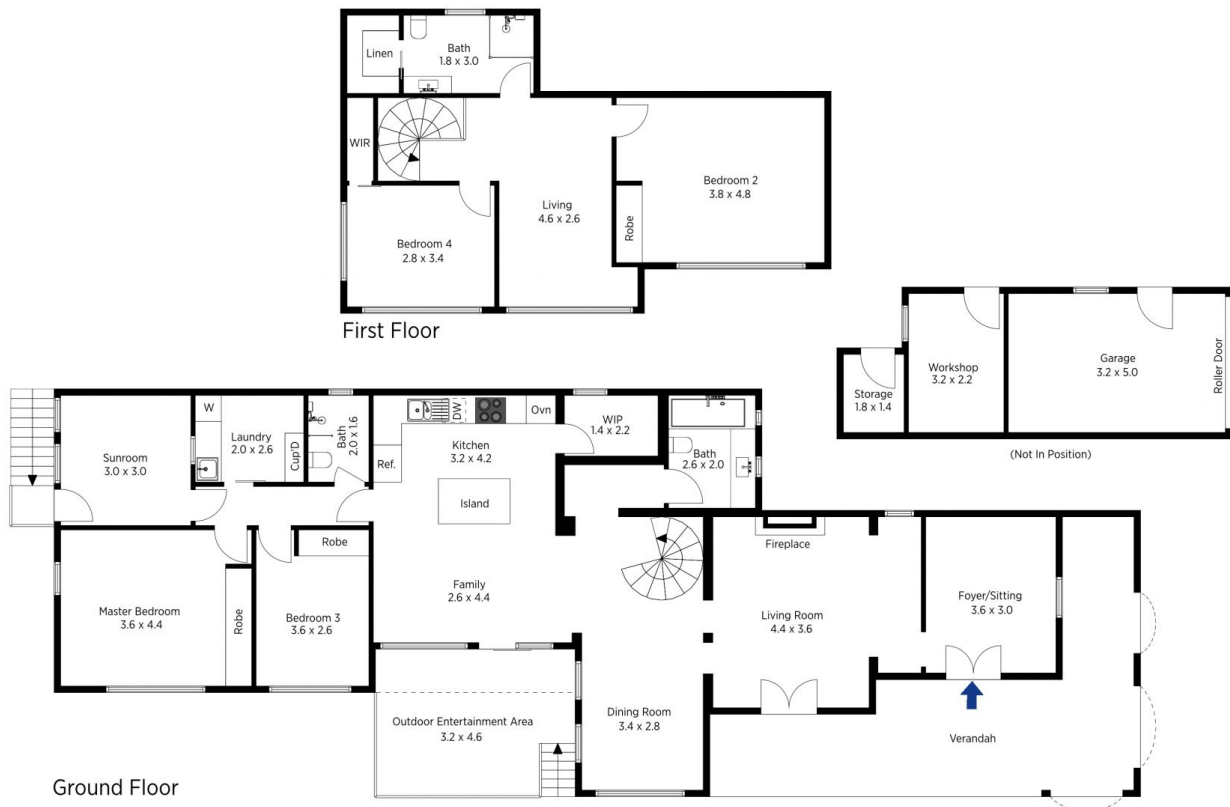 Linen
Bath
1.8 x 3.0
WIR
Bedroom 2
3.8 x 4.8
Living
4.6 x 2.6
Robe
Bedroom 4
2.8 x 3.4
First Floor
Workshop
3.2 x 2.2
Garage
3.2 x 5.0
Roller Door
Storage
1.8 x 1.4
(Not In Position)
W
Laundry
2.0 x 2.6
Cup'D
Bath
2.0 x 1.6
DW
Ovn
Kitchen
3.2 x 4.2
Ref.
WIP
1.4 x 2.2
Bath
2.6 x 2.0
Sunroom
3.0 x 3.0
Island
Robe
Fireplace
Family
2.6 x 4.4
Master Bedroom
3.6 x 4.4
Robe
Bedroom 3
3.6 x 2.6
Living Room
4.4 x 3.6
Foyer/Sitting
3.6 x 3.0
Outdoor Entertainment Area
3.2 x 4.6
Dining Room
3.4 x 2.8
Verandah
Ground Floor